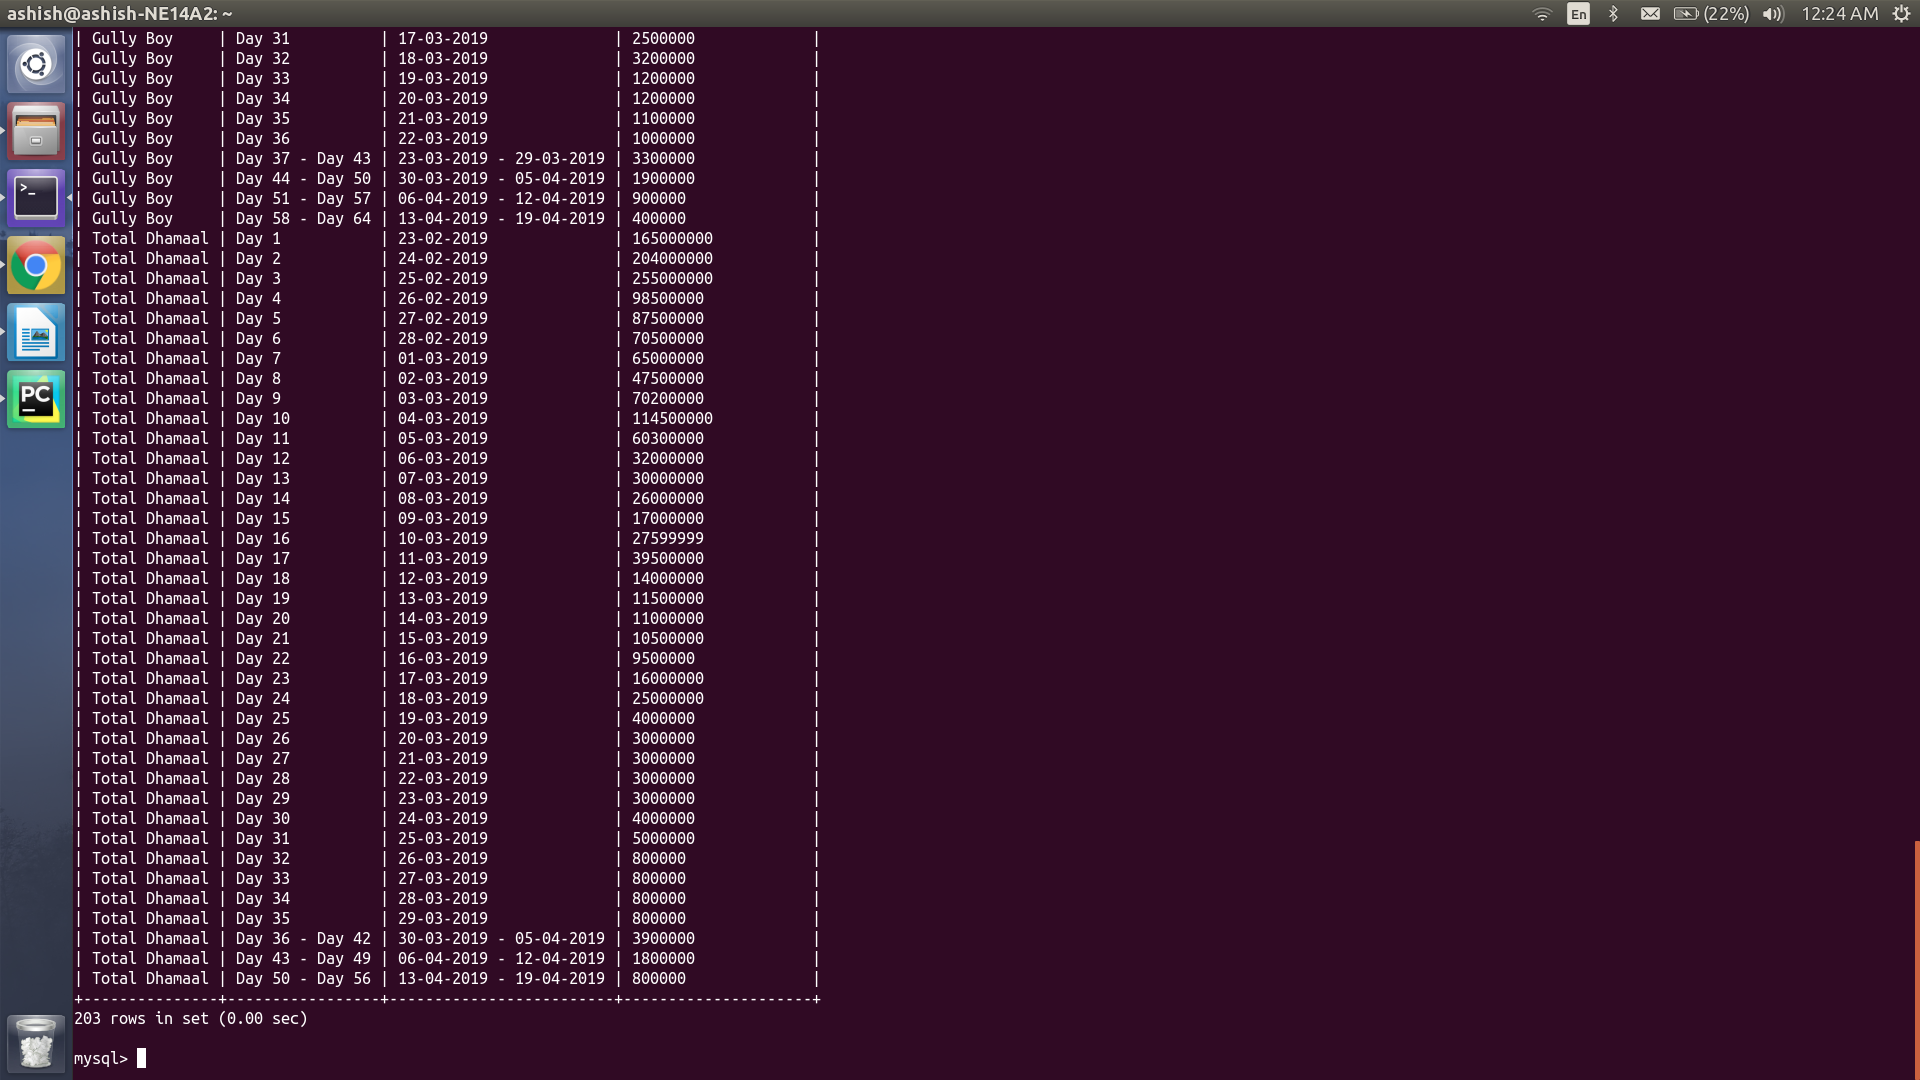 ashish@ashish-NE14A2: ~ En (22%) 12:24 AM
| Gully Boy | Day 31 | 17-03-2019 | 2500000 |
| Gully Boy | Day 32 | 18-03-2019 | 3200000 |
| Gully Boy | Day 33 | 19-03-2019 | 1200000 |
| Gully Boy | Day 34 | 20-03-2019 | 1200000 |
| Gully Boy | Day 35 | 21-03-2019 | 1100000 |
| Gully Boy | Day 36 | 22-03-2019 | 1000000 |
| Gully Boy | Day 37 - Day 43 | 23-03-2019 - 29-03-2019 | 3300000 |
| Gully Boy | Day 44 - Day 50 | 30-03-2019 - 05-04-2019 | 1900000 |
| Gully Boy | Day 51 - Day 57 | 06-04-2019 - 12-04-2019 | 900000 |
| Gully Boy | Day 58 - Day 64 | 13-04-2019 - 19-04-2019 | 400000 |
| Total Dhamaal | Day 1 | 23-02-2019 | 165000000 |
| Total Dhamaal | Day 2 | 24-02-2019 | 204000000 |
| Total Dhamaal | Day 3 | 25-02-2019 | 255000000 |
| Total Dhamaal | Day 4 | 26-02-2019 | 98500000 |
| Total Dhamaal | Day 5 | 27-02-2019 | 87500000 |
| Total Dhamaal | Day 6 | 28-02-2019 | 70500000 |
| Total Dhamaal | Day 7 | 01-03-2019 | 65000000 |
| Total Dhamaal | Day 8 | 02-03-2019 | 47500000 |
| Total Dhamaal | Day 9 | 03-03-2019 | 70200000 |
| Total Dhamaal | Day 10 | 04-03-2019 | 114500000 |
| Total Dhamaal | Day 11 | 05-03-2019 | 60300000 |
| Total Dhamaal | Day 12 | 06-03-2019 | 32000000 |
| Total Dhamaal | Day 13 | 07-03-2019 | 30000000 |
| Total Dhamaal | Day 14 | 08-03-2019 | 26000000 |
| Total Dhamaal | Day 15 | 09-03-2019 | 17000000 |
| Total Dhamaal | Day 16 | 10-03-2019 | 27599999 |
| Total Dhamaal | Day 17 | 11-03-2019 | 39500000 |
| Total Dhamaal | Day 18 | 12-03-2019 | 14000000 |
| Total Dhamaal | Day 19 | 13-03-2019 | 11500000 |
| Total Dhamaal | Day 20 | 14-03-2019 | 11000000 |
| Total Dhamaal | Day 21 | 15-03-2019 | 10500000 |
| Total Dhamaal | Day 22 | 16-03-2019 | 9500000 |
| Total Dhamaal | Day 23 | 17-03-2019 | 16000000 |
| Total Dhamaal | Day 24 | 18-03-2019 | 25000000 |
| Total Dhamaal | Day 25 | 19-03-2019 | 4000000 |
| Total Dhamaal | Day 26 | 20-03-2019 | 3000000 |
| Total Dhamaal | Day 27 | 21-03-2019 | 3000000 |
| Total Dhamaal | Day 28 | 22-03-2019 | 3000000 |
| Total Dhamaal | Day 29 | 23-03-2019 | 3000000 |
| Total Dhamaal | Day 30 | 24-03-2019 | 4000000 |
| Total Dhamaal | Day 31 | 25-03-2019 | 5000000 |
| Total Dhamaal | Day 32 | 26-03-2019 | 800000 |
| Total Dhamaal | Day 33 | 27-03-2019 | 800000 |
| Total Dhamaal | Day 34 | 28-03-2019 | 800000 |
| Total Dhamaal | Day 35 | 29-03-2019 | 800000 |
| Total Dhamaal | Day 36 - Day 42 | 30-03-2019 - 05-04-2019 | 3900000 |
| Total Dhamaal | Day 43 - Day 49 | 06-04-2019 - 12-04-2019 | 1800000 |
| Total Dhamaal | Day 50 - Day 56 | 13-04-2019 - 19-04-2019 | 800000 |
+---------------+-----------------+-------------------------+---------------------+
203 rows in set (0.00 sec)
mysql>
PC